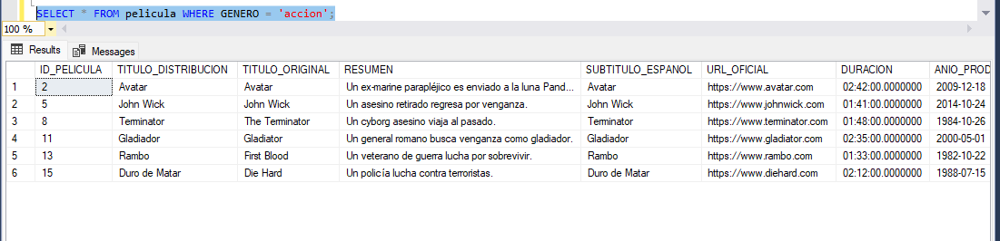 SELECT * FROM pelicula WHERE GENERO = 'accion';
100 %
Results Messages
ID_PELICULA TITULO_DISTRIBUCION TITULO_ORIGINAL RESUMEN SUBTITULO_ESPANOL URL_OFICIAL DURACION ANIO_PROD
1 2 Avatar Avatar Un ex-marine parapléjico es enviado a la luna Pand... Avatar https://www.avatar.com 02:42:00.0000000 2009-12-18
2 5 John Wick John Wick Un asesino retirado regresa por venganza. John Wick https://www.johnwick.com 01:41:00.0000000 2014-10-24
3 8 Terminator The Terminator Un cyborg asesino viaja al pasado. Terminator https://www.terminator.com 01:48:00.0000000 1984-10-26
4 11 Gladiador Gladiator Un general romano busca venganza como gladiador. Gladiador https://www.gladiator.com 02:35:00.0000000 2000-05-01
5 13 Rambo First Blood Un veterano de guerra lucha por sobrevivir. Rambo https://www.rambo.com 01:33:00.0000000 1982-10-22
6 15 Duro de Matar Die Hard Un policía lucha contra terroristas. Duro de Matar https://www.diehard.com 02:12:00.0000000 1988-07-15